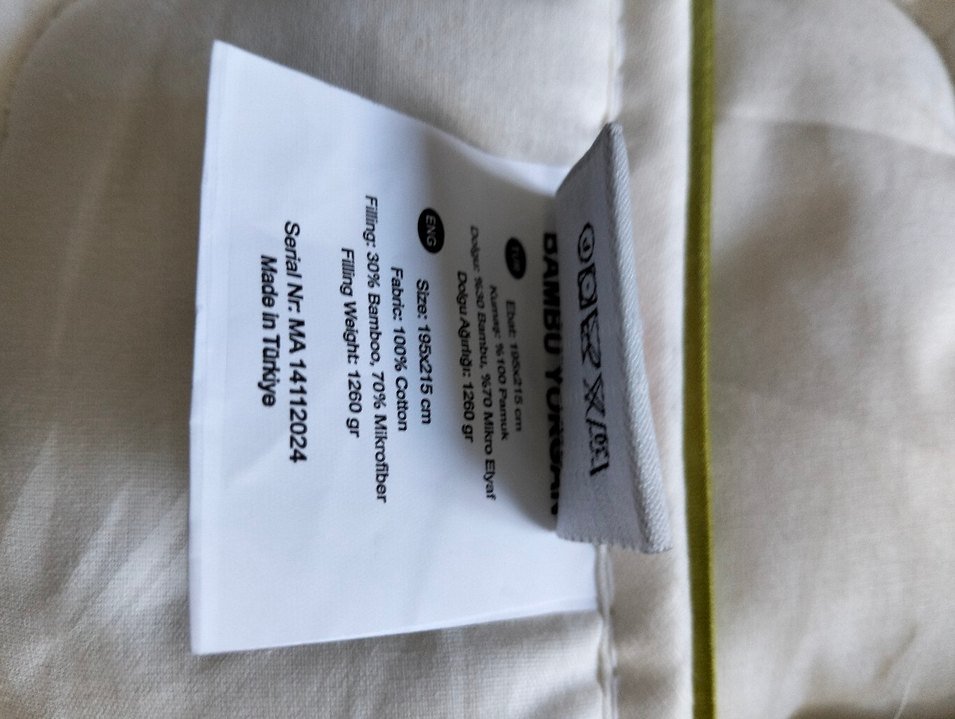 BAMBU YORGAN
TUR
Ebat: 195x215 cm
Kumaş: %100 Pamuk
Dolgu: %30 Bambu, %70 Mikro Elyaf
Dolgu Ağırlığı: 1260 gr
ENG
Size: 195x215 cm
Fabric: 100% Cotton
Filling: 30% Bamboo, 70% Mikrofiber
Filling Weight: 1260 gr
Serial Nr: MA 14112024
Made in Türkiye